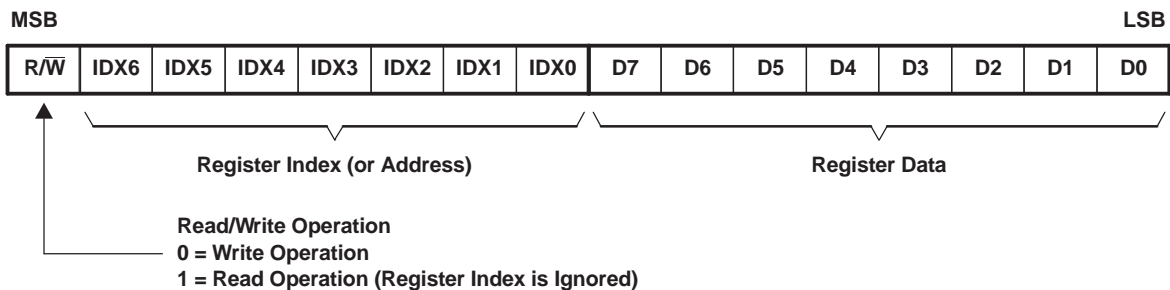 MSB LSB
R/W̅ IDX6 IDX5 IDX4 IDX3 IDX2 IDX1 IDX0 D7 D6 D5 D4 D3 D2 D1 D0
Register Index (or Address) Register Data
Read/Write Operation
0 = Write Operation
1 = Read Operation (Register Index is Ignored)